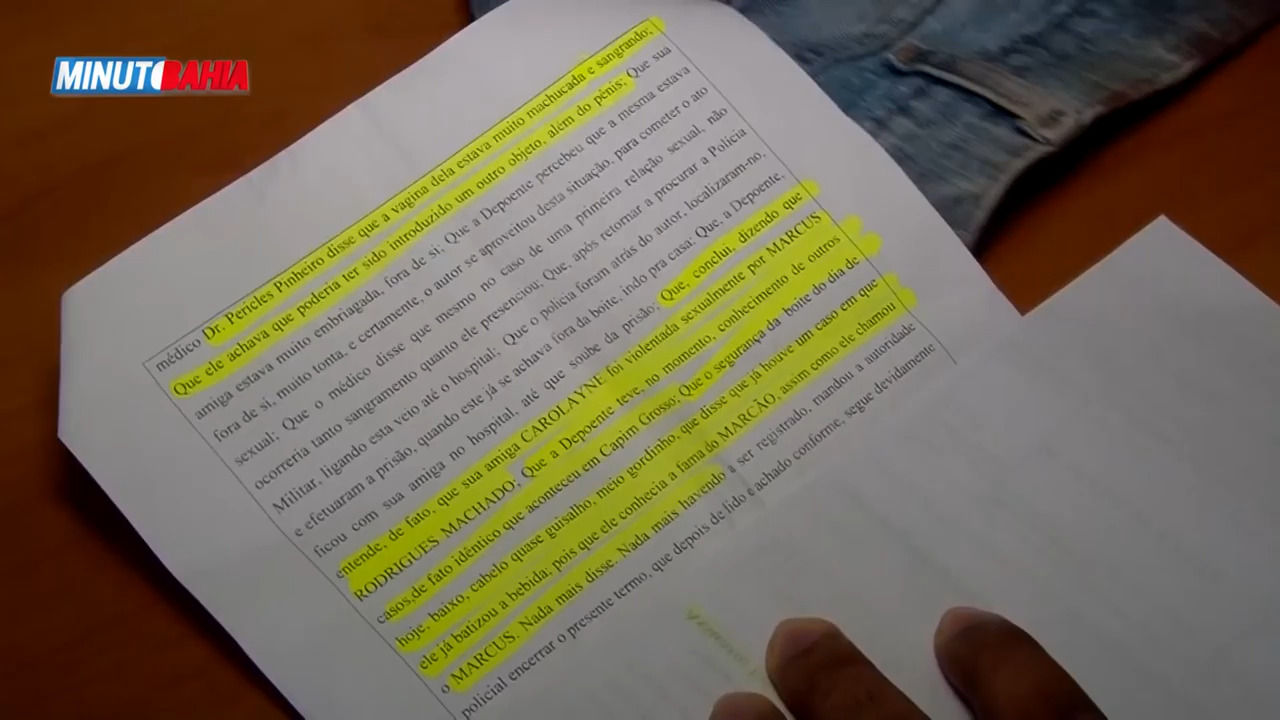 MINUTO BAHIA
médico Dr. Perícles Pinheiro disse que a vagina dela estava muito machucada e sangrando;
Que ele achava que poderia ter sido introduzido um outro objeto, além do pênis; Que sua
amiga estava muito embriagada, fora de si; Que a Depoente percebeu que a mesma estava
fora de si, muito tonta, e certamente, o autor se aproveitou desta situação, para cometer o ato
sexual; Que o médico disse que mesmo no caso de uma primeira relação sexual, não
ocorreria tanto sangramento quanto ele presenciou; Que, após retornar a procurar a Polícia
Militar, ligando esta veio até o hospital; Que o policia foram atrás do autor, localizaram-no,
e efetuaram a prisão, quando este já se achava fora da boite, indo pra casa; Que, a Depoente,
ficou com sua amiga no hospital, até que soube da prisão; Que, conclui, dizendo que
entende, de fato, que sua amiga CAROLAYNE foi violentada sexualmente por MARCUS
RODRIGUES MACHADO; Que a Depoente teve, no momento, conhecimento de outros
casos,de fato idêntico que aconteceu em Capim Grosso; Que o segurança da boite do dia de
hoje, baixo, cabelo quase guisalho, meio gordinho, que disse que já houve um caso em que
ele já batizou a bebida; pois que ele conhecia a fama do MARCÃO, assim como ele chamou
o MARCUS. Nada mais disse. Nada mais havendo a ser registrado, mandou a autoridade
policial encerrar o presente termo, que depois de lido e achado conforme, segue devidamente